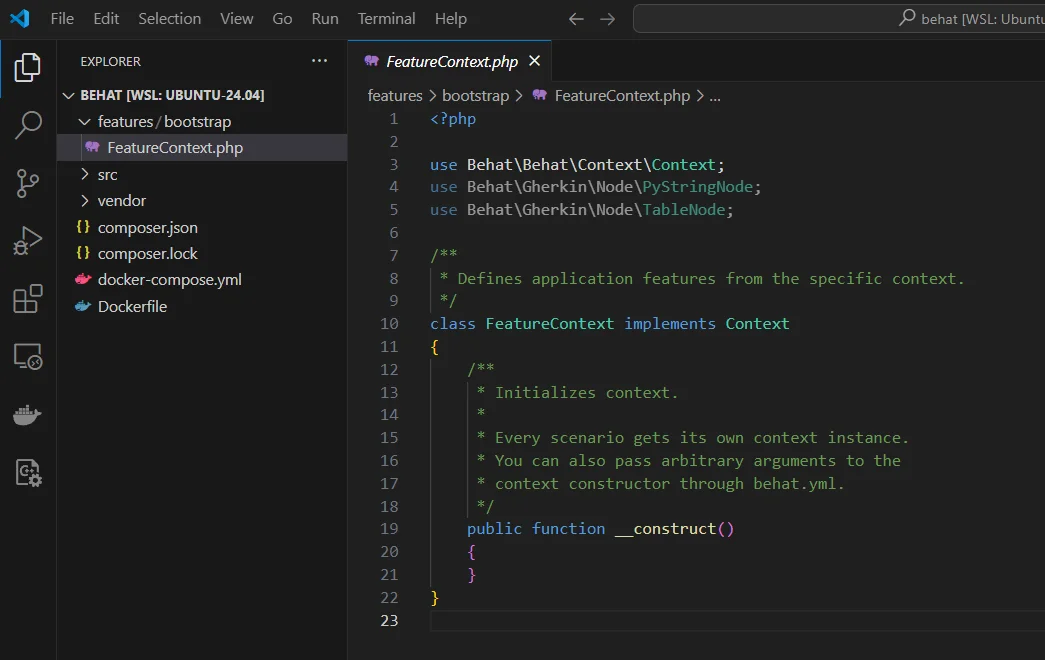 File Edit Selection View Go Run Terminal Help
behat [WSL: Ubuntu
EXPLORER
BEHAT [WSL: UBUNTU-24.04]
features/bootstrap
FeatureContext.php
src
vendor
composer.json
composer.lock
docker-compose.yml
Dockerfile
FeatureContext.php
features > bootstrap > FeatureContext.php > ...
1 <?php
2
3 use Behat\Behat\Context\Context;
4 use Behat\Gherkin\Node\PyStringNode;
5 use Behat\Gherkin\Node\TableNode;
6
7 /**
8  * Defines application features from the specific context.
9  */
10 class FeatureContext implements Context
11 {
12     /**
13      * Initializes context.
14      *
15      * Every scenario gets its own context instance.
16      * You can also pass arbitrary arguments to the
17      * context constructor through behat.yml.
18      */
19     public function __construct()
20     {
21     }
22 }
23